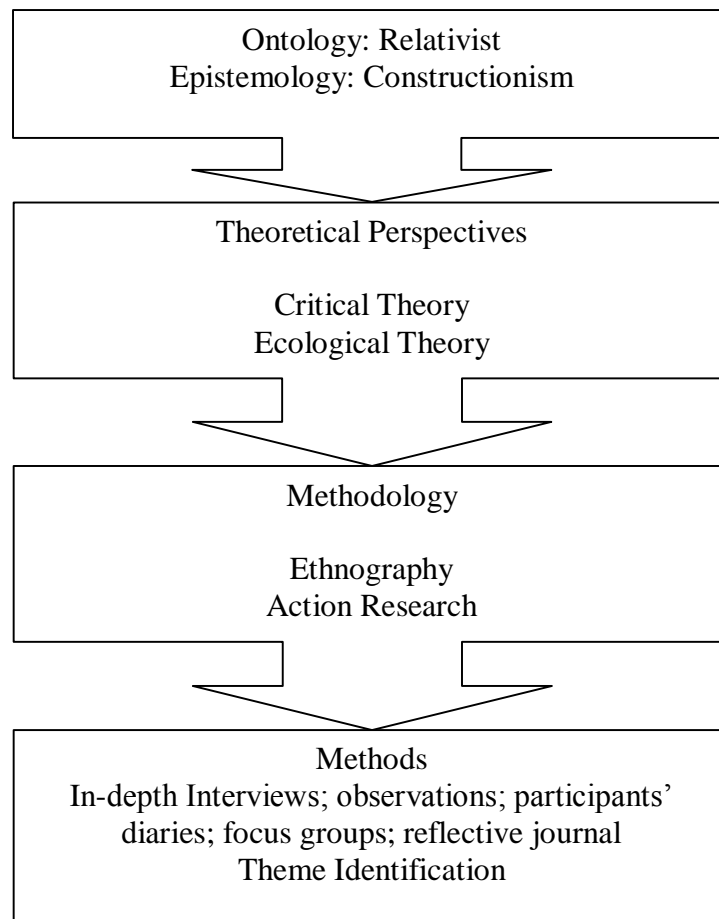 Ontology: Relativist
Epistemology: Constructionism
Theoretical Perspectives
Critical Theory
Ecological Theory
Methodology
Ethnography
Action Research
Methods
In-depth Interviews; observations; participants’
diaries; focus groups; reflective journal
Theme Identification